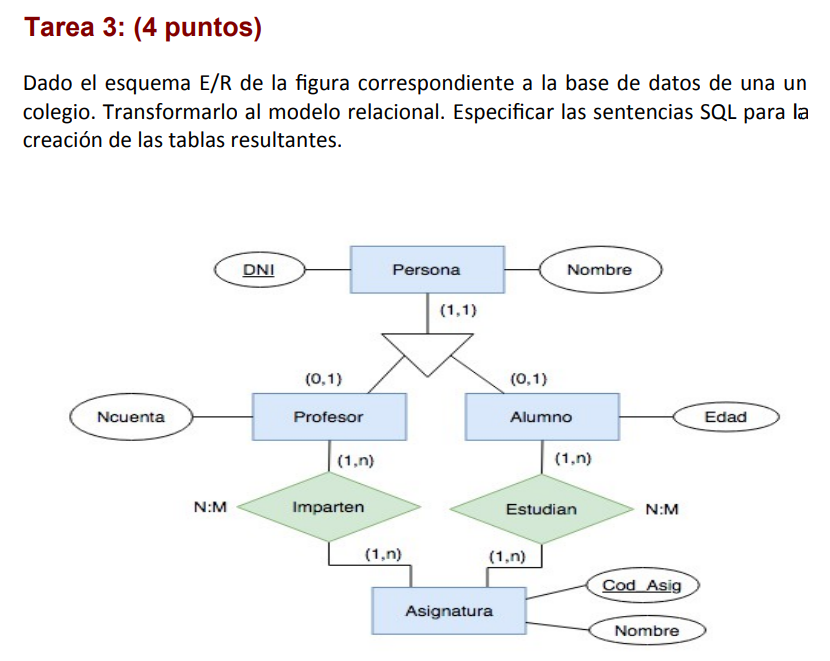 Tarea 3: (4 puntos)
Dado el esquema E/R de la figura correspondiente a la base de datos de una un
colegio. Transformarlo al modelo relacional. Especificar las sentencias SQL para la
creación de las tablas resultantes.
DNI
Persona
Nombre
(1,1)
(0,1)
(0,1)
Ncuenta
Profesor
Alumno
Edad
(1,n)
(1,n)
N:M
Imparten
Estudian
N:M
(1,n)
(1,n)
Cod_Asig
Asignatura
Nombre